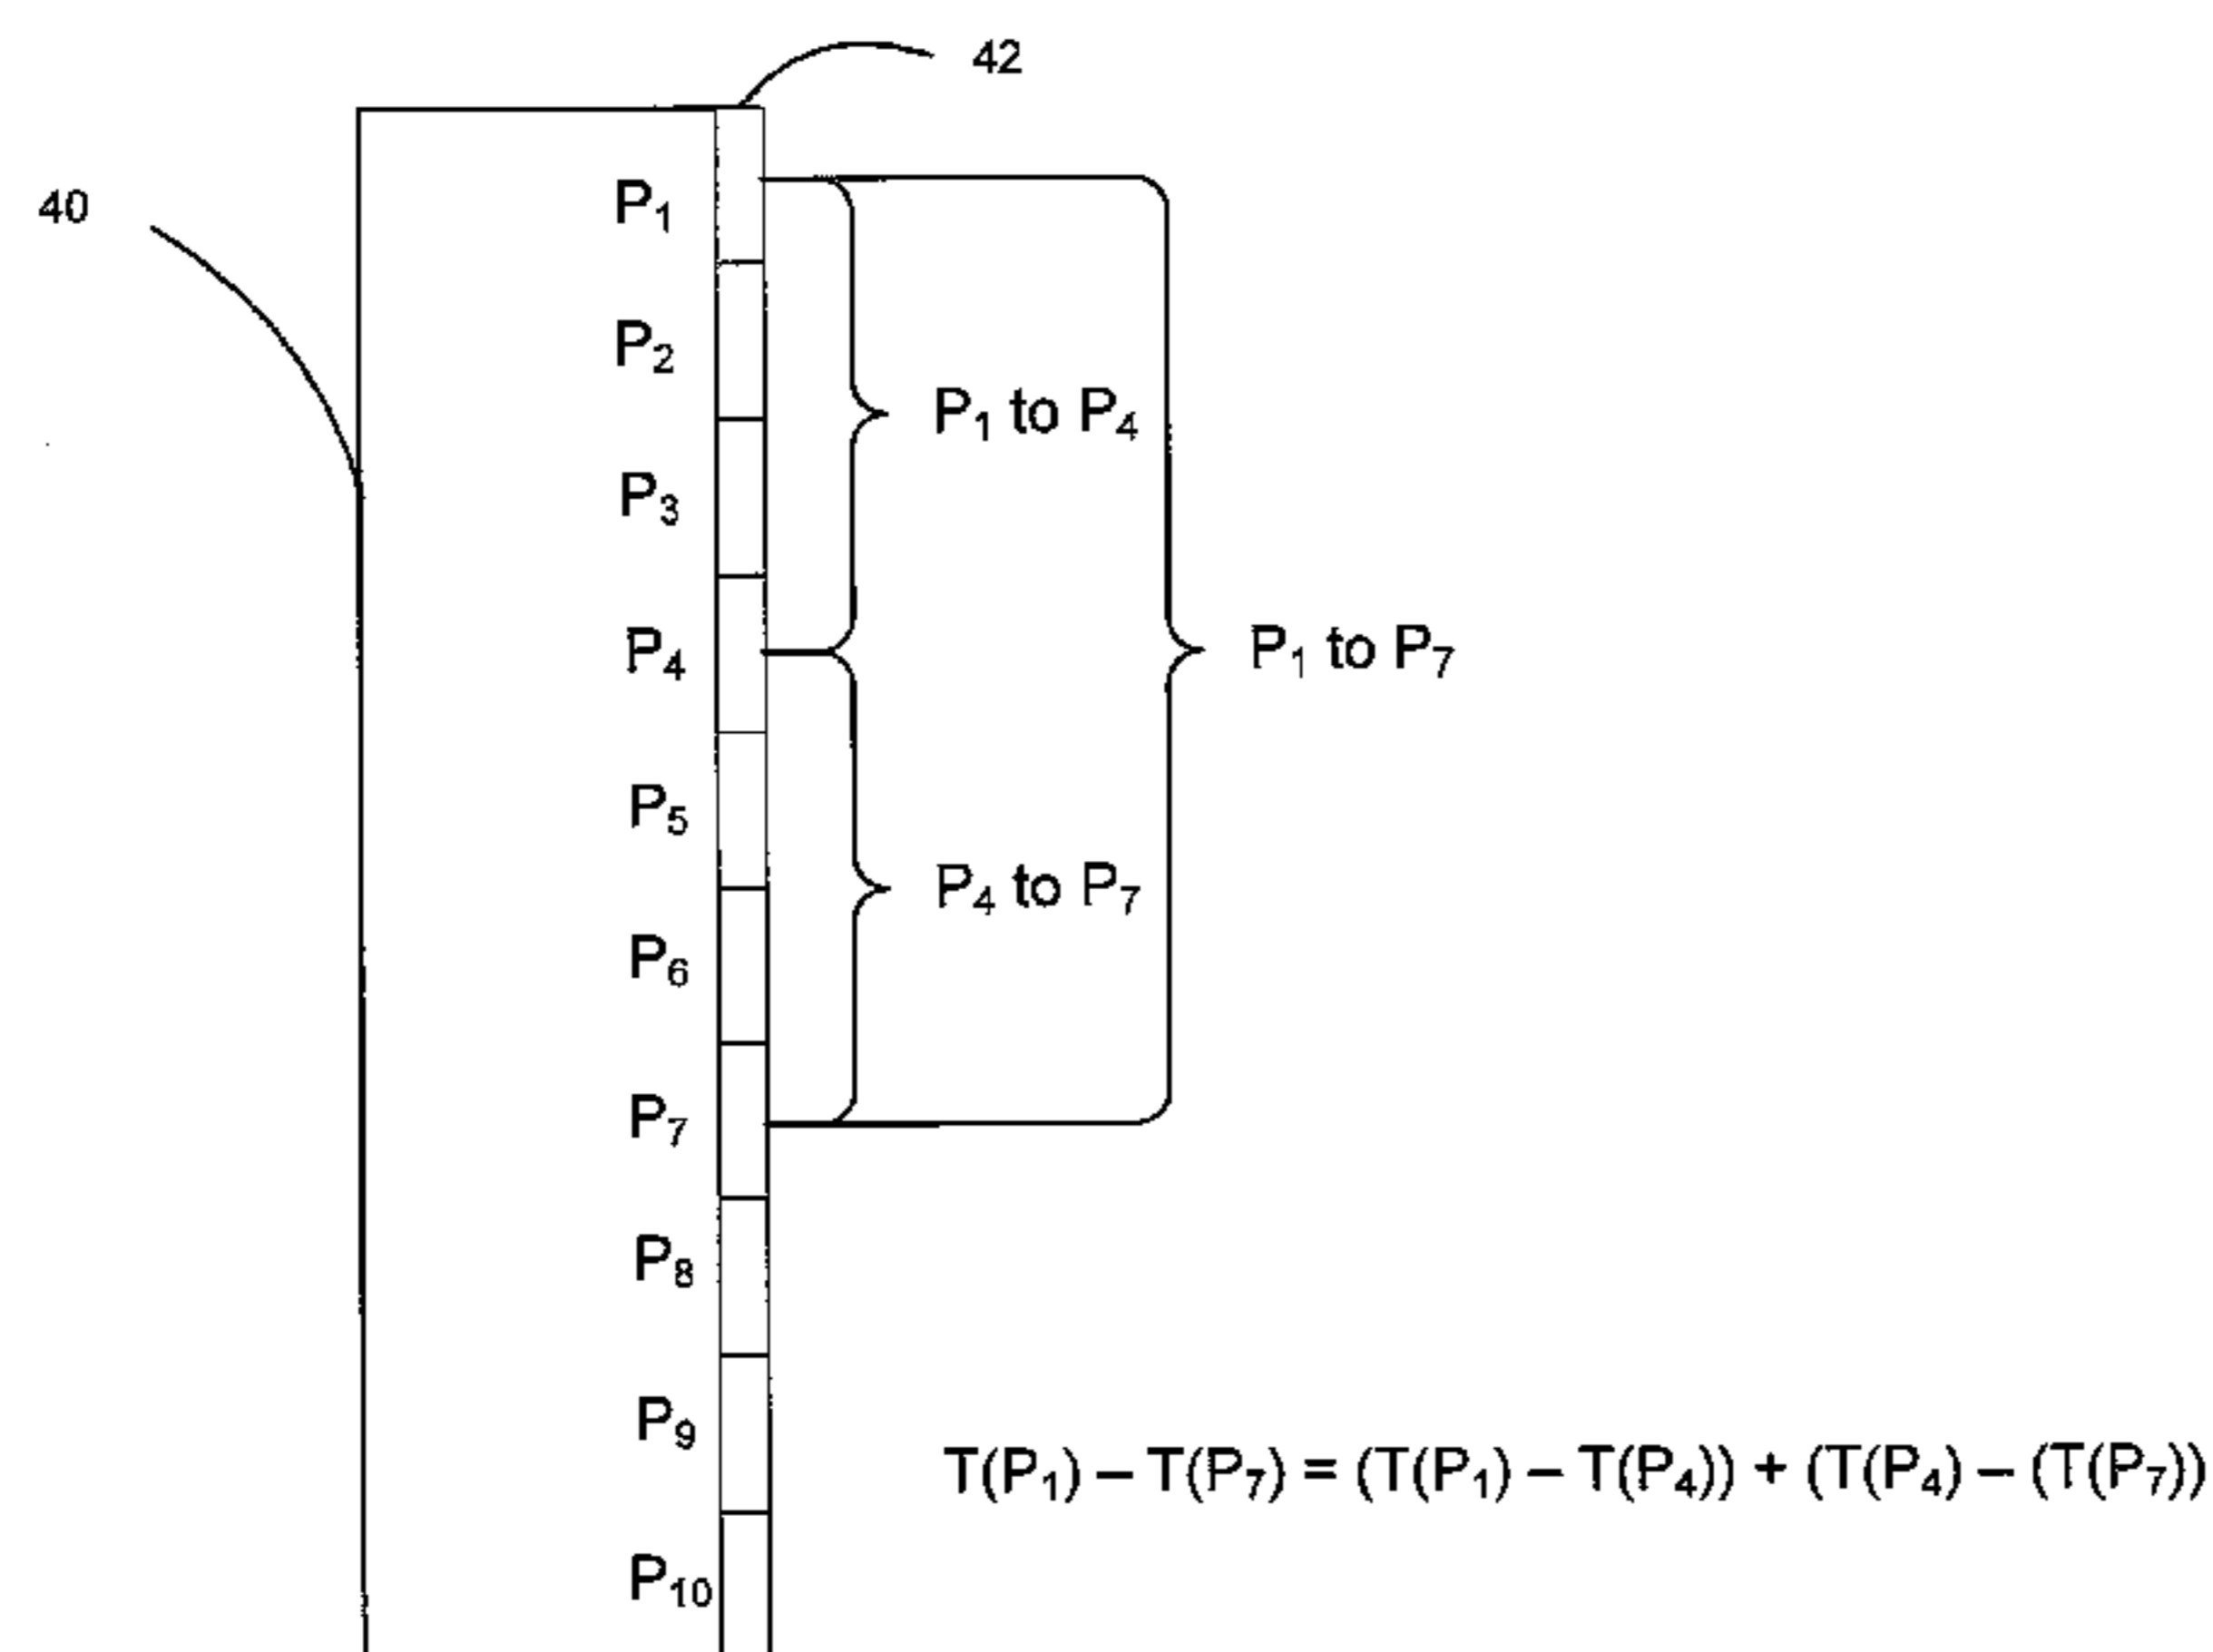 42
40
P₁
P₂
P₁ to P₄
P₃
P₄
P₁ to P₇
P₅
P₄ to P₇
P₆
P₇
P₈
P₉
T(P₁) – T(P₇) = (T(P₁) – T(P₄)) + (T(P₄) – (T(P₇))
P₁₀